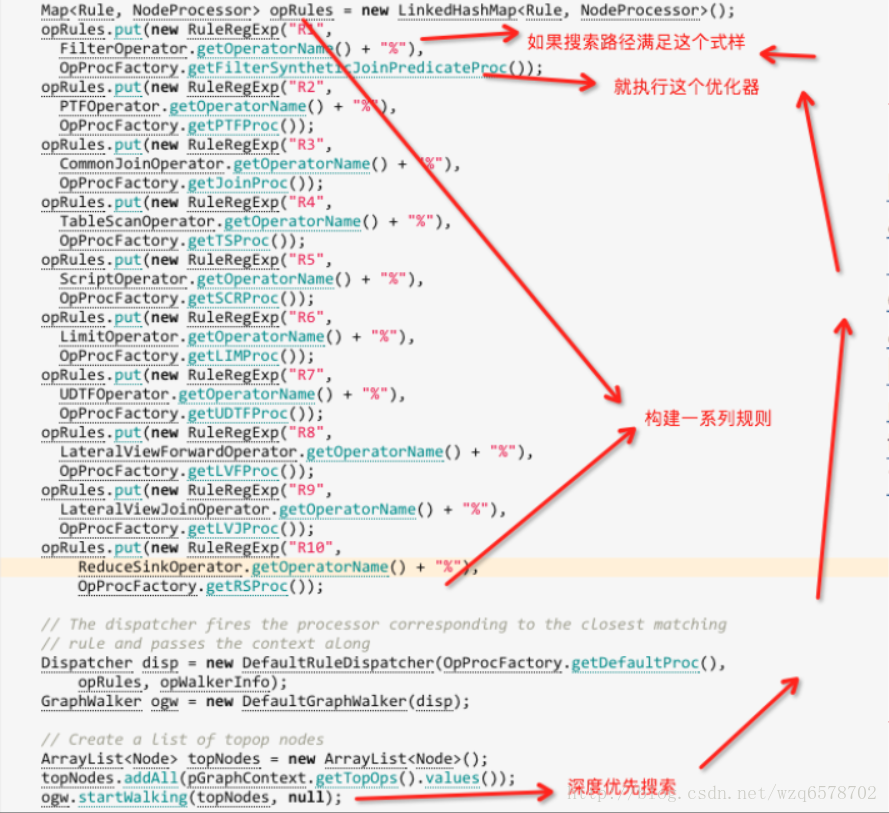 Map<Rule, NodeProcessor> opRules = new LinkedHashMap<Rule, NodeProcessor>();
opRules.put(new RuleRegExp("R1",
FilterOperator.getOperatorName() + "%"),
如果搜索路径满足这个式样
OpProcFactory.getFilterSyntheticJoinPredicateProc());
opRules.put(new RuleRegExp("R2",
就执行这个优化器
PTFOperator.getOperatorName() + "%"),
OpProcFactory.getPTFProc());
opRules.put(new RuleRegExp("R3",
CommonJoinOperator.getOperatorName() + "%"),
OpProcFactory.getJoinProc());
opRules.put(new RuleRegExp("R4",
TableScanOperator.getOperatorName() + "%"),
OpProcFactory.getTSProc());
opRules.put(new RuleRegExp("R5",
ScriptOperator.getOperatorName() + "%"),
OpProcFactory.getSCRProc());
opRules.put(new RuleRegExp("R6",
LimitOperator.getOperatorName() + "%"),
OpProcFactory.getLIMProc());
opRules.put(new RuleRegExp("R7",
UDTFOperator.getOperatorName() + "%"),
OpProcFactory.getUDTFProc());
构建一系列规则
opRules.put(new RuleRegExp("R8",
LateralViewForwardOperator.getOperatorName() + "%"),
OpProcFactory.getLVFProc());
opRules.put(new RuleRegExp("R9",
LateralViewJoinOperator.getOperatorName() + "%"),
OpProcFactory.getLVJProc());
opRules.put(new RuleRegExp("R10",
ReduceSinkOperator.getOperatorName() + "%"),
OpProcFactory.getRSProc());
// The dispatcher fires the processor corresponding to the closest matching
// rule and passes the context along
Dispatcher disp = new DefaultRuleDispatcher(OpProcFactory.getDefaultProc(),
opRules, opWalkerInfo);
GraphWalker ogw = new DefaultGraphWalker(disp);
// Create a list of topop nodes
ArrayList<Node> topNodes = new ArrayList<Node>();
topNodes.addAll(pGraphContext.getTopOps().values());
深度优先搜索
ogw.startWalking(topNodes, null);
http://blog.csdn.net/wzq6578702